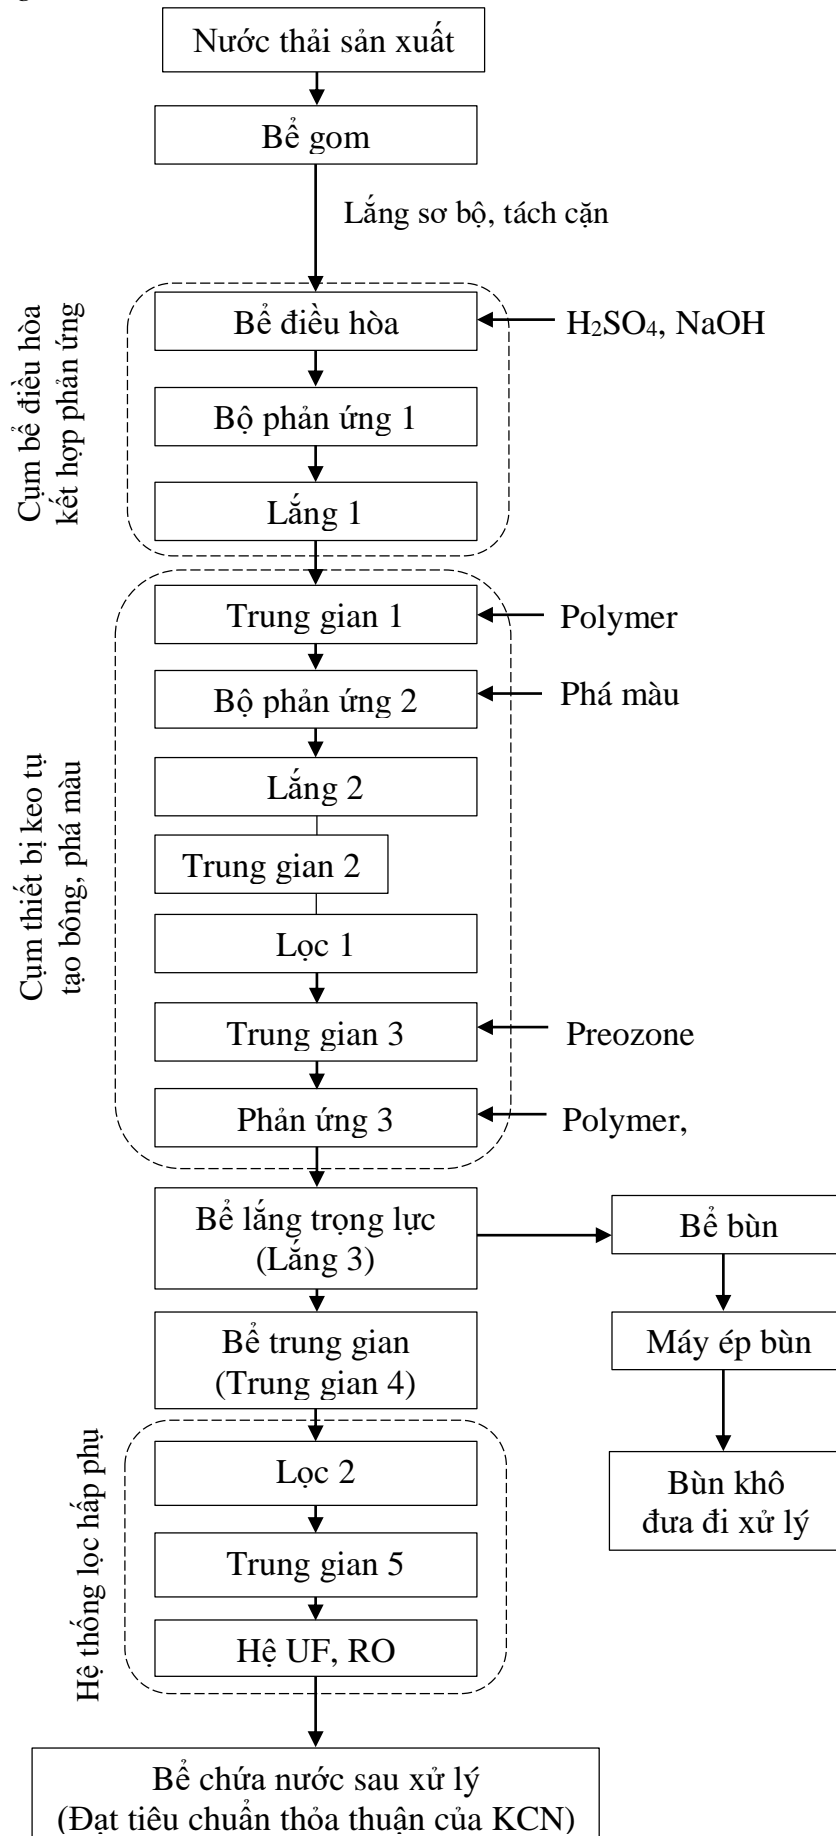 Nước thải sản xuất
Bể gom
Lắng sơ bộ, tách cặn
Cụm bể điều hòa
kết hợp phản ứng
Bể điều hòa
H₂SO₄, NaOH
Bộ phản ứng 1
Lắng 1
Cụm thiết bị keo tụ
tạo bông, phá màu
Trung gian 1
Polymer
Bộ phản ứng 2
Phá màu
Lắng 2
Trung gian 2
Lọc 1
Trung gian 3
Preozone
Phản ứng 3
Polymer,
Bể lắng trọng lực
(Lắng 3)
Bể bùn
Bể trung gian
(Trung gian 4)
Máy ép bùn
Hệ thống lọc hấp phụ
Lọc 2
Bùn khô
đưa đi xử lý
Trung gian 5
Hệ UF, RO
Bể chứa nước sau xử lý
(Đạt tiêu chuẩn thỏa thuận của KCN)